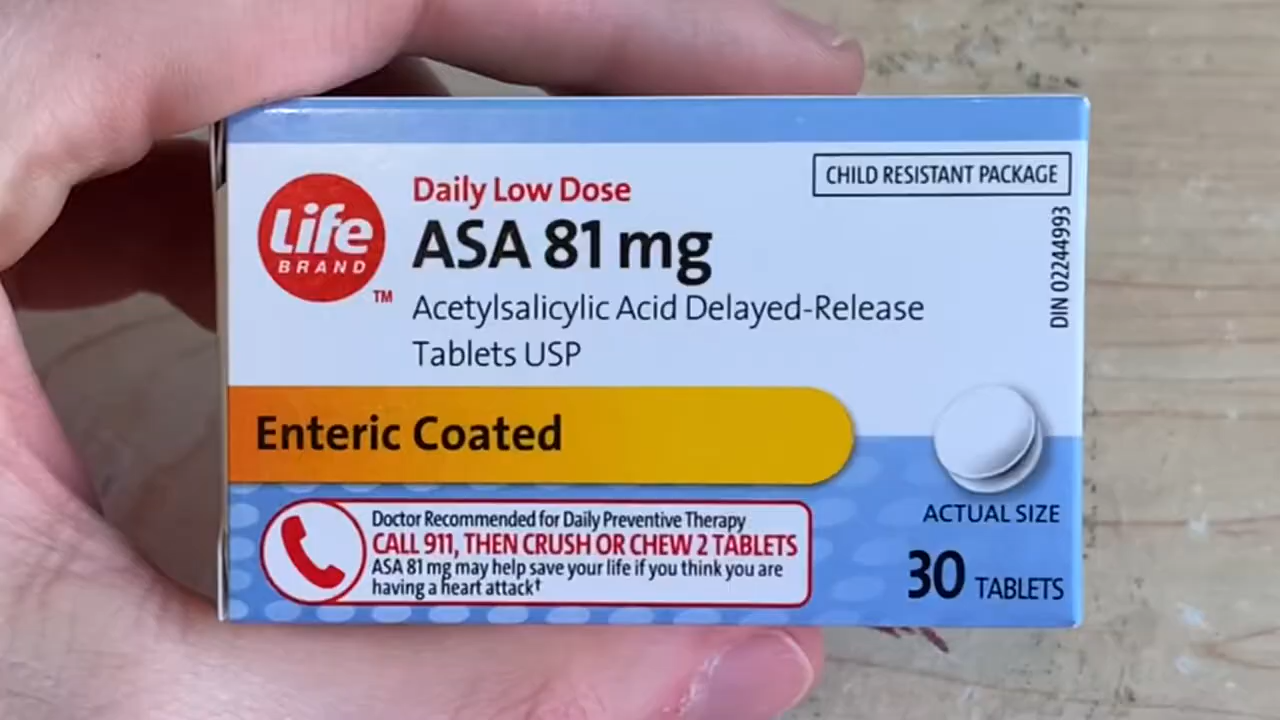 Life
BRAND
TM
Daily Low Dose
ASA 81 mg
Acetylsalicylic Acid Delayed-Release
Tablets USP
CHILD RESISTANT PACKAGE
DIN 02244993
Enteric Coated
Doctor Recommended for Daily Preventive Therapy
CALL 911, THEN CRUSH OR CHEW 2 TABLETS
ASA 81 mg may help save your life if you think you are
having a heart attack†
ACTUAL SIZE
30 TABLETS